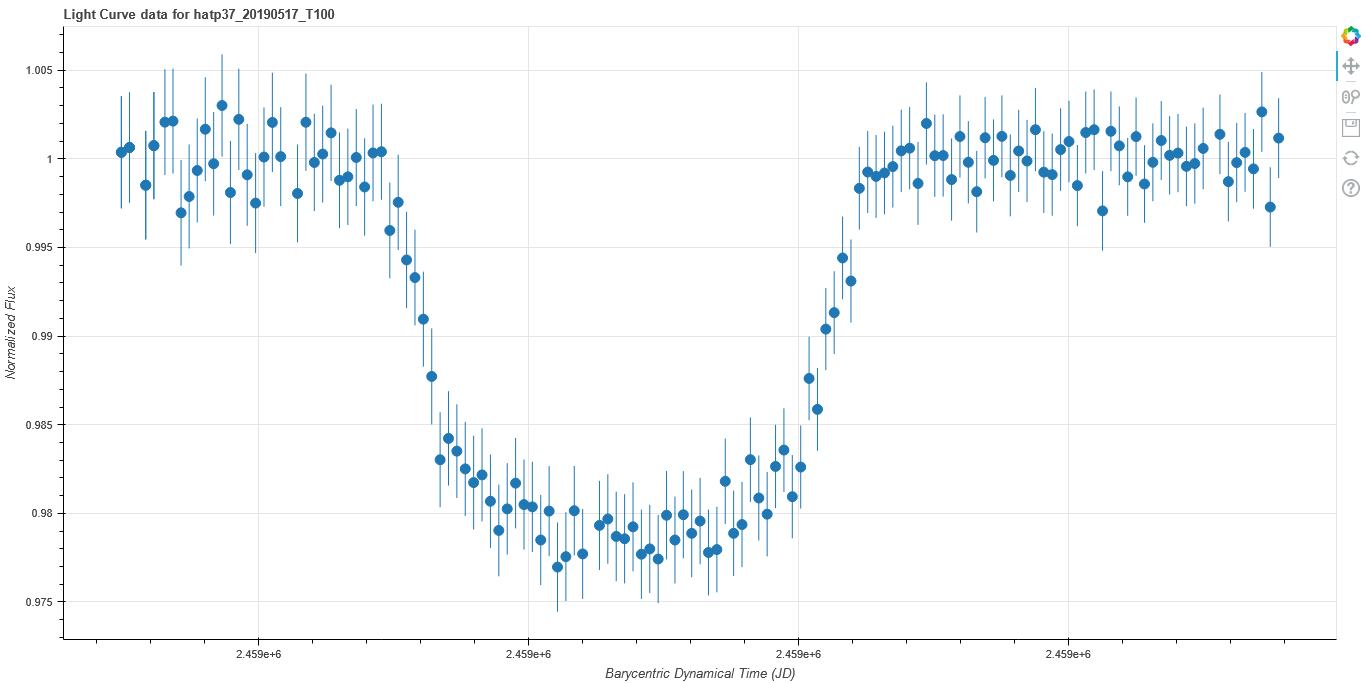 Light Curve data for hatp37_20190517_T100
1.005
1
0.995
0.99
0.985
0.98
0.975
Normalized Flux
2.459e+6 2.459e+6 2.459e+6 2.459e+6
Barycentric Dynamical Time (JD)